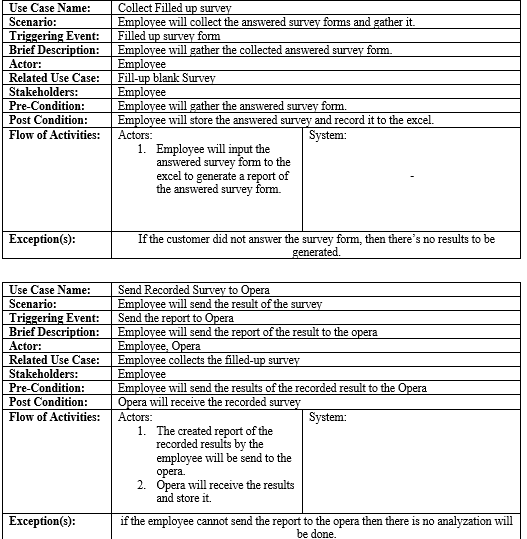 Use Case Name: Collect Filled up survey
Scenario: Employee will collect the answered survey forms and gather it.
Triggering Event: Filled up survey form
Brief Description: Employee will gather the collected answered survey form.
Actor: Employee
Related Use Case: Fill-up blank Survey
Stakeholders: Employee
Pre-Condition: Employee will gather the answered survey form.
Post Condition: Employee will store the answered survey and record it to the excel.
Flow of Activities: Actors: System:
1. Employee will input the
answered survey form to the
excel to generate a report of -
the answered survey form.
Exception(s): If the customer did not answer the survey form, then there's no results to be
generated.
Use Case Name: Send Recorded Survey to Opera
Scenario: Employee will send the result of the survey
Triggering Event: Send the report to Opera
Brief Description: Employee will send the report of the result to the opera
Actor: Employee, Opera
Related Use Case: Employee collects the filled-up survey
Stakeholders: Employee
Pre-Condition: Employee will send the results of the recorded result to the Opera
Post Condition: Opera will receive the recorded survey
Flow of Activities: Actors: System:
1. The created report of the
recorded results by the
employee will be send to the
opera.
2. Opera will receive the results
and store it.
Exception(s): if the employee cannot send the report to the opera then there is no analyzation will
be done.